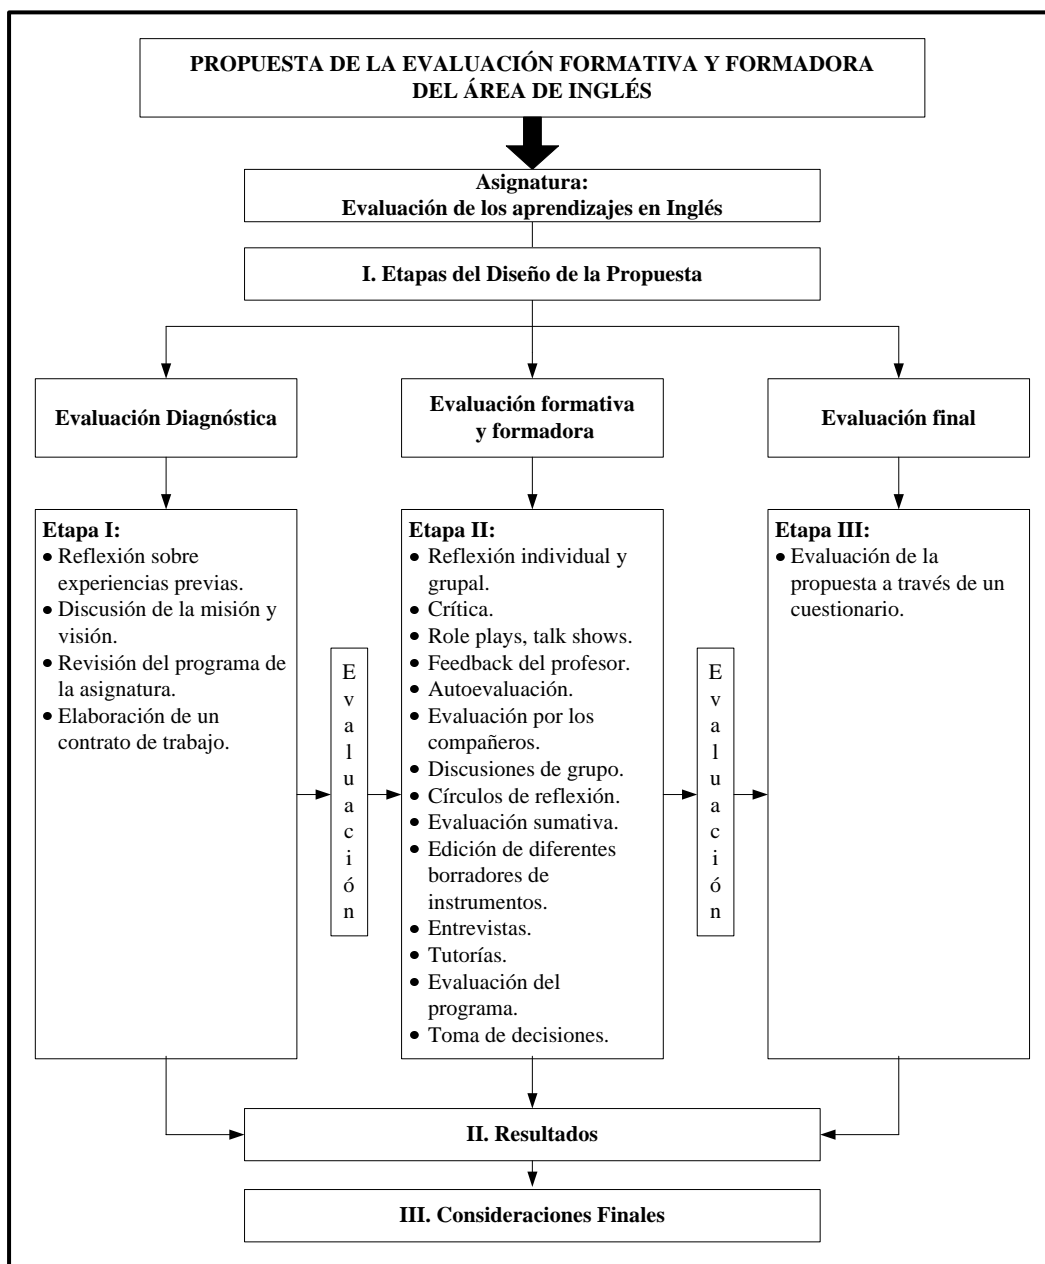 PROPUESTA DE LA EVALUACIÓN FORMATIVA Y FORMADORA
DEL ÁREA DE INGLÉS
Asignatura:
Evaluación de los aprendizajes en Inglés
I. Etapas del Diseño de la Propuesta
Evaluación Diagnóstica
Evaluación formativa
y formadora
Evaluación final
Etapa I:
• Reflexión sobre
experiencias previas.
• Discusión de la misión y
visión.
• Revisión del programa de
la asignatura.
• Elaboración de un
contrato de trabajo.
Evaluación
Etapa II:
• Reflexión individual y
grupal.
• Crítica.
• Role plays, talk shows.
• Feedback del profesor.
• Autoevaluación.
• Evaluación por los
compañeros.
• Discusiones de grupo.
• Círculos de reflexión.
• Evaluación sumativa.
• Edición de diferentes
borradores de
instrumentos.
• Entrevistas.
• Tutorías.
• Evaluación del
programa.
• Toma de decisiones.
Evaluación
Etapa III:
• Evaluación de la
propuesta a través de un
cuestionario.
II. Resultados
III. Consideraciones Finales